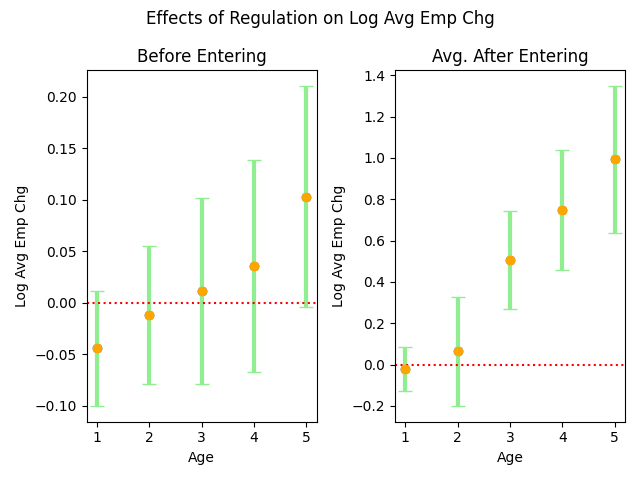 Effects of Regulation on Log Avg Emp Chg
Before Entering
Log Avg Emp Chg
0.20
0.15
0.10
0.05
0.00
−0.05
−0.10
1 2 3 4 5
Age
Avg. After Entering
Log Avg Emp Chg
1.4
1.2
1.0
0.8
0.6
0.4
0.2
0.0
−0.2
1 2 3 4 5
Age